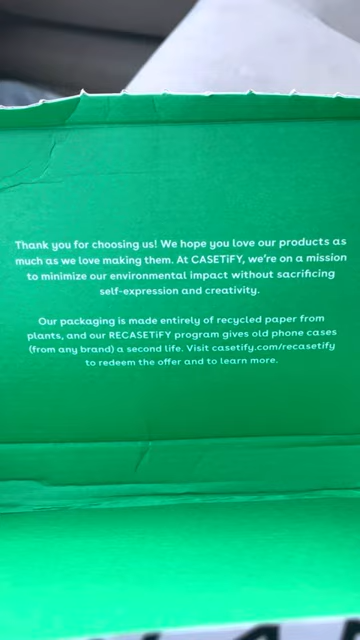 Thank you for choosing us! We hope you love our products as
much as we love making them. At CASETiFY, we're on a mission
to minimize our environmental impact without sacrificing
self-expression and creativity.
Our packaging is made entirely of recycled paper from
plants, and our RECASETiFY program gives old phone cases
(from any brand) a second life. Visit casetify.com/recasetify
to redeem the offer and to learn more.